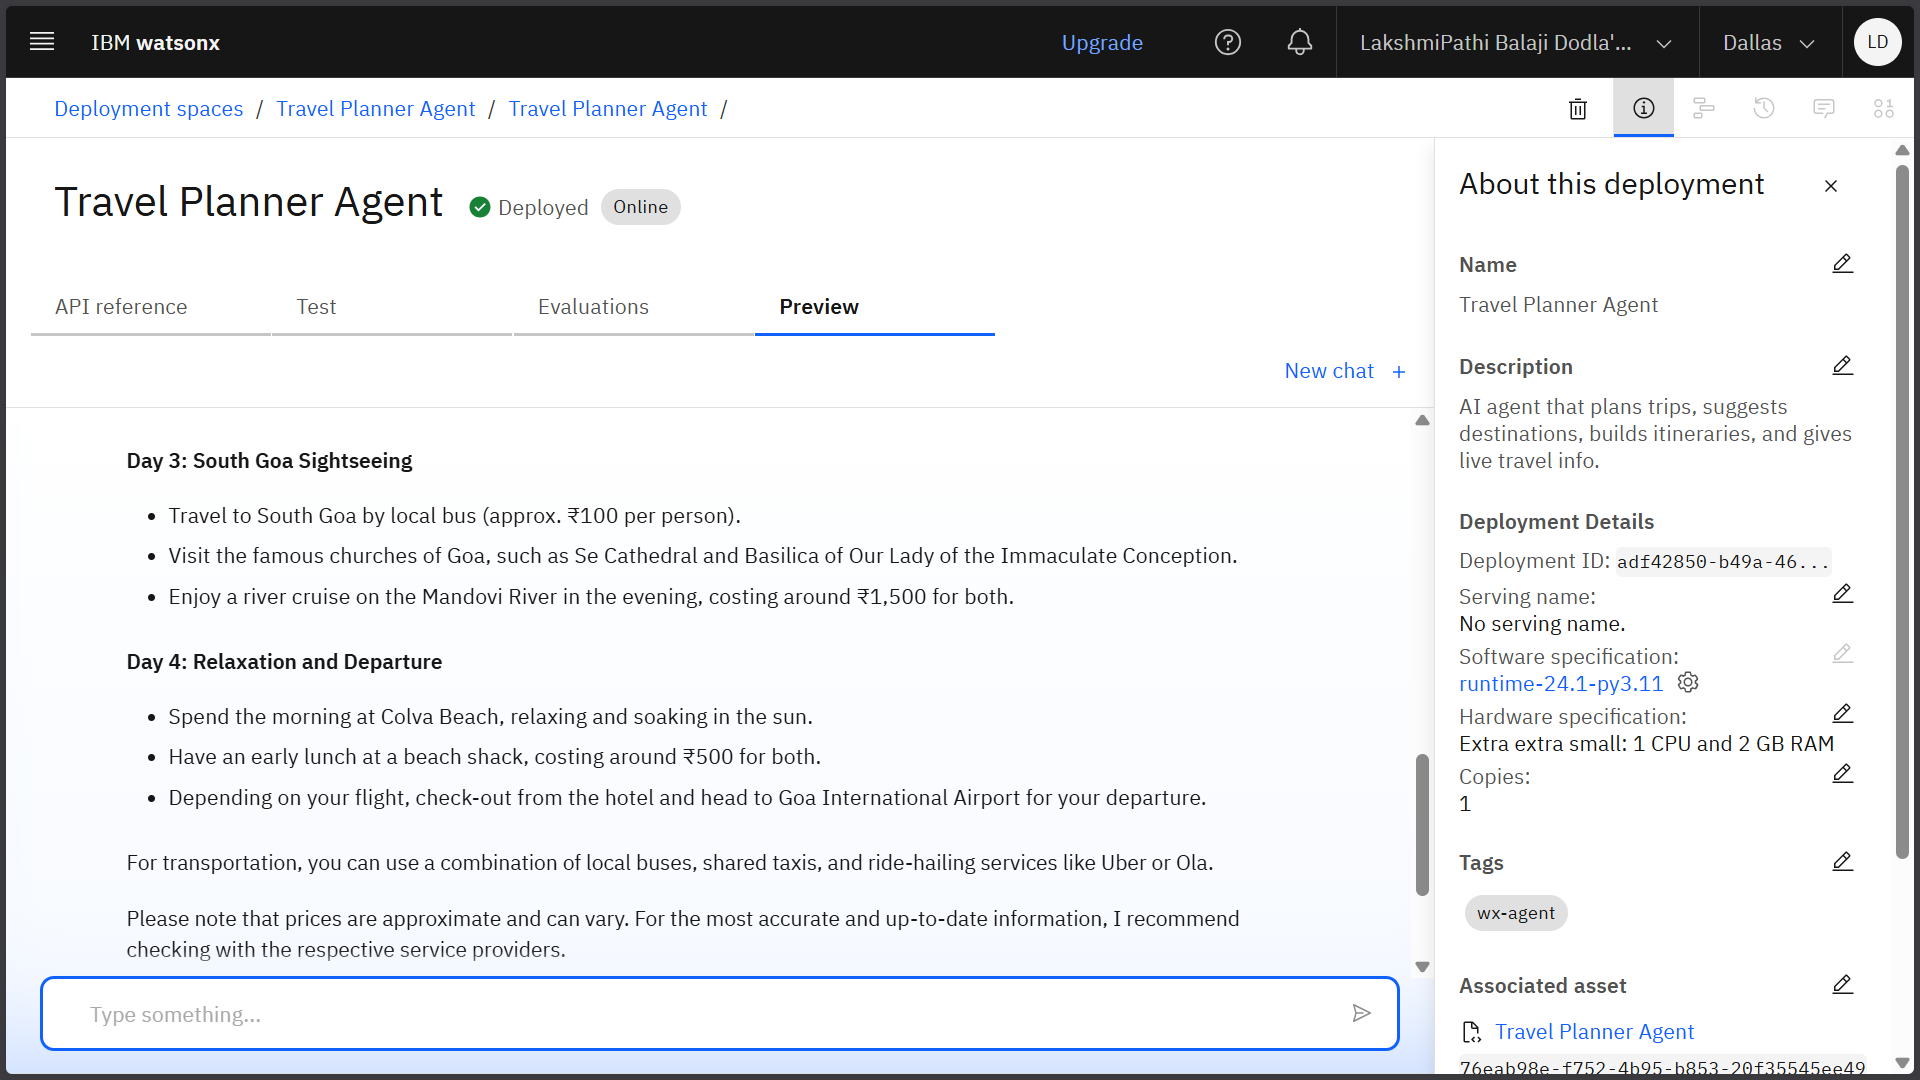 IBM watsonx
Upgrade
LakshmiPathi Balaji Dodla'...
Dallas
LD
Deployment spaces / Travel Planner Agent / Travel Planner Agent /
Travel Planner Agent
Deployed
Online
API reference
Test
Evaluations
Preview
New chat +
Day 3: South Goa Sightseeing
• Travel to South Goa by local bus (approx. ₹100 per person).
• Visit the famous churches of Goa, such as Se Cathedral and Basilica of Our Lady of the Immaculate Conception.
• Enjoy a river cruise on the Mandovi River in the evening, costing around ₹1,500 for both.
Day 4: Relaxation and Departure
• Spend the morning at Colva Beach, relaxing and soaking in the sun.
• Have an early lunch at a beach shack, costing around ₹500 for both.
• Depending on your flight, check-out from the hotel and head to Goa International Airport for your departure.
For transportation, you can use a combination of local buses, shared taxis, and ride-hailing services like Uber or Ola.
Please note that prices are approximate and can vary. For the most accurate and up-to-date information, I recommend
checking with the respective service providers.
Type something...
About this deployment
Name
Travel Planner Agent
Description
AI agent that plans trips, suggests
destinations, builds itineraries, and gives
live travel info.
Deployment Details
Deployment ID: adf42850-b49a-46...
Serving name:
No serving name.
Software specification:
runtime-24.1-py3.11
Hardware specification:
Extra extra small: 1 CPU and 2 GB RAM
Copies:
1
Tags
wx-agent
Associated asset
Travel Planner Agent
76eab98e-f752-4b95-b853-20f35545ee49